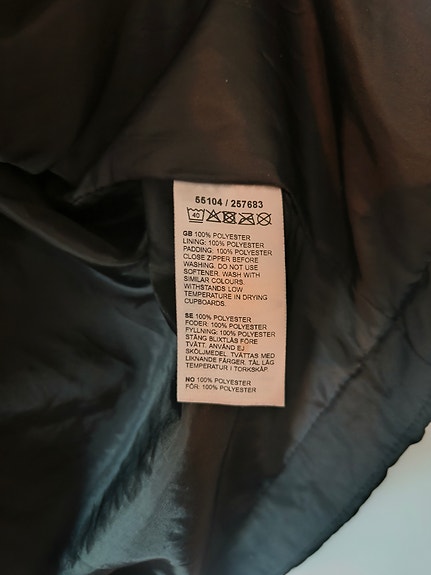 55104 / 257683
40
GB 100% POLYESTER
LINING: 100% POLYESTER
PADDING: 100% POLYESTER
CLOSE ZIPPER BEFORE
WASHING. DO NOT USE
SOFTENER. WASH WITH
SIMILAR COLOURS.
WITHSTANDS LOW
TEMPERATURE IN DRYING
CUPBOARDS.
SE 100% POLYESTER
FODER: 100% POLYESTER
FYLLNING: 100% POLYESTER
STÄNG BLIXTLÅS FÖRE
TVÄTT. ANVÄND EJ
SKÖLJMEDEL. TVÄTTAS MED
LIKNANDE FÄRGER. TÅL LÅG
TEMPERATUR I TORKSKÅP.
NO 100% POLYESTER
FÔR: 100% POLYESTER